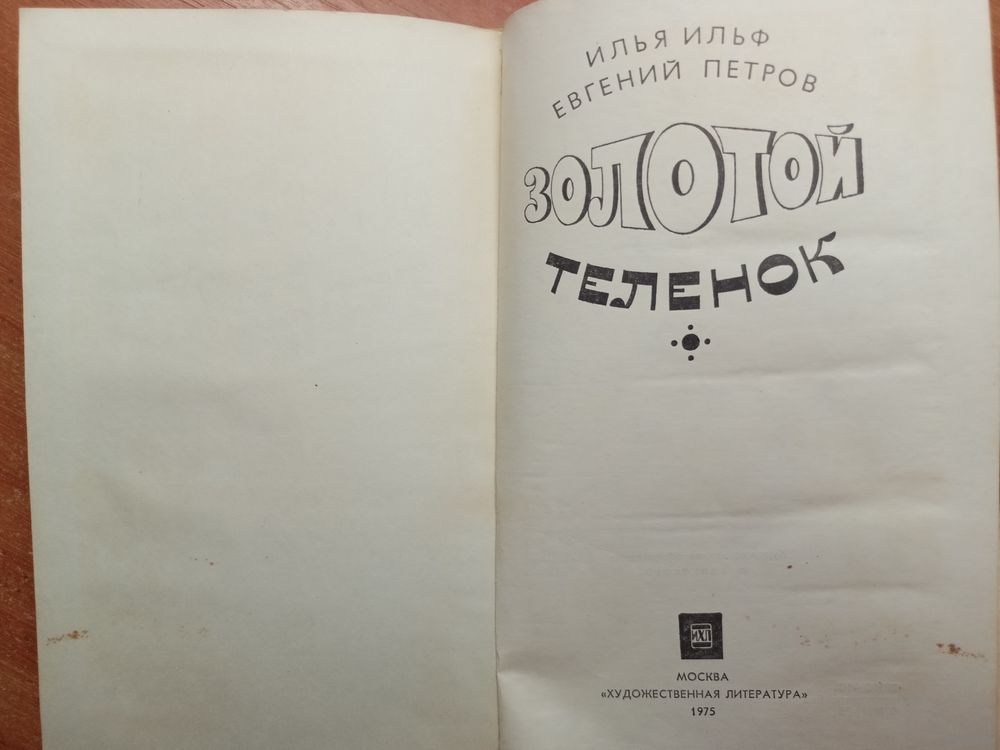 ИЛЬЯ ИЛЬФ
ЕВГЕНИЙ ПЕТРОВ
ЗОЛОТОЙ
ТЕЛЕНОК
ИХЛ
МОСКВА
«ХУДОЖЕСТВЕННАЯ ЛИТЕРАТУРА»
1975